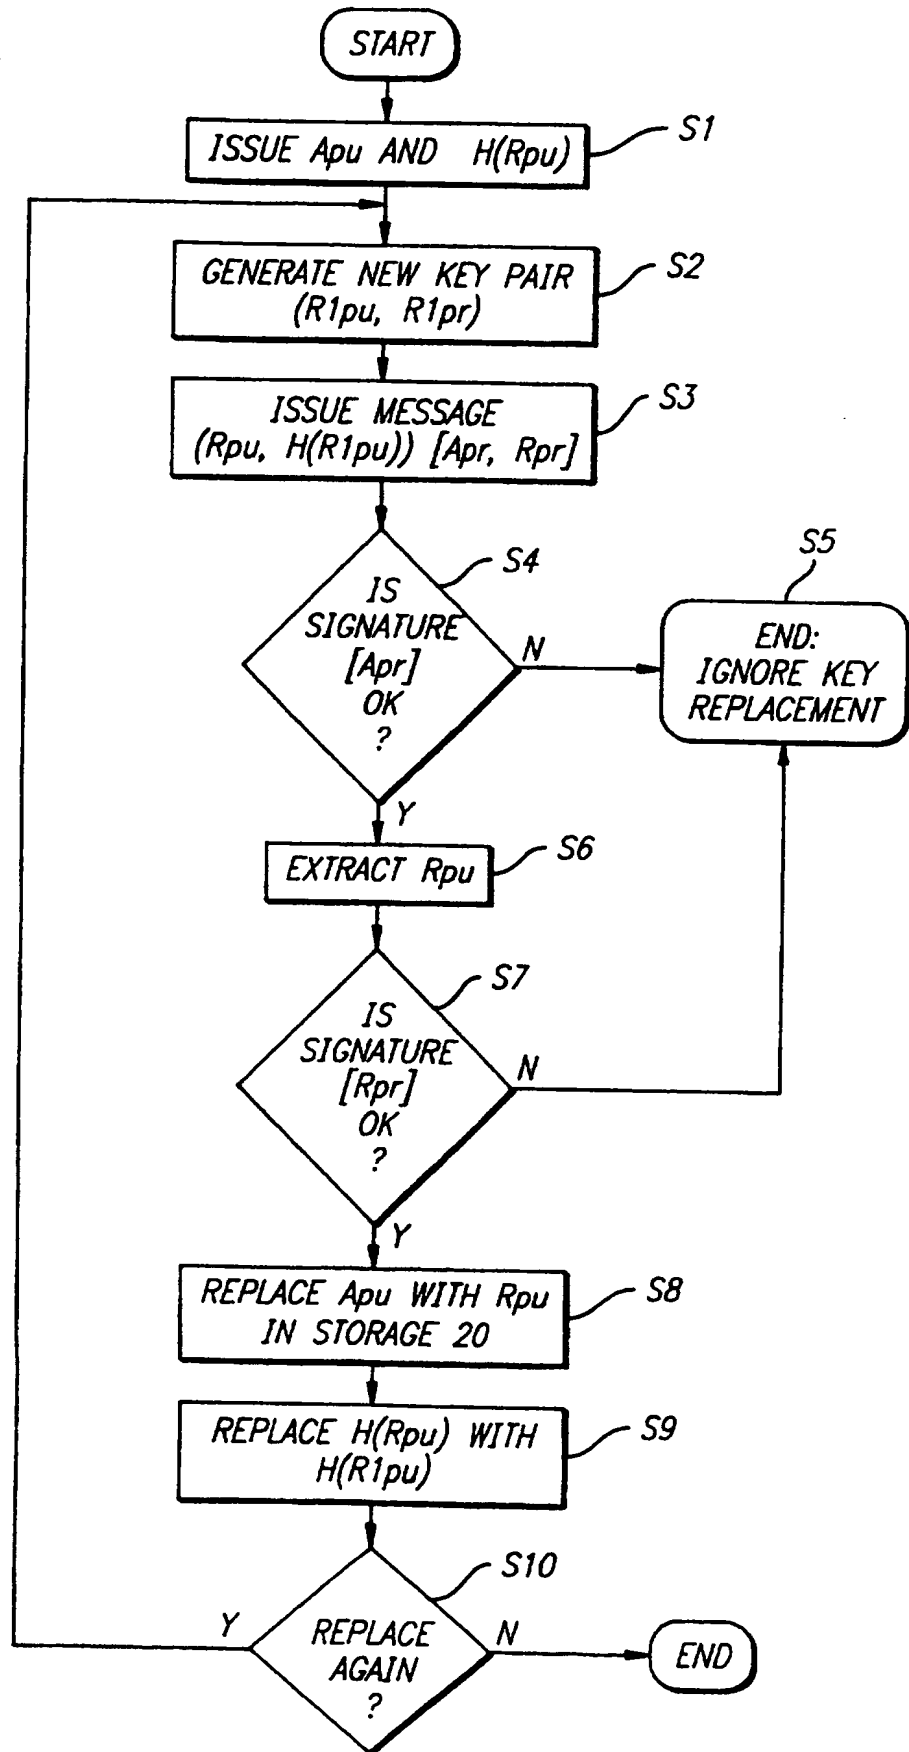 START
S1
ISSUE Apu AND H(Rpu)
S2
GENERATE NEW KEY PAIR
(R1pu, R1pr)
S3
ISSUE MESSAGE
(Rpu, H(R1pu)) [Apr, Rpr]
S4
IS
SIGNATURE
[Apr]
OK
?
N
Y
S5
END:
IGNORE KEY
REPLACEMENT
S6
EXTRACT Rpu
S7
IS
SIGNATURE
[Rpr]
OK
?
N
Y
S8
REPLACE Apu WITH Rpu
IN STORAGE 20
S9
REPLACE H(Rpu) WITH
H(R1pu)
S10
Y
REPLACE
AGAIN
?
N
END